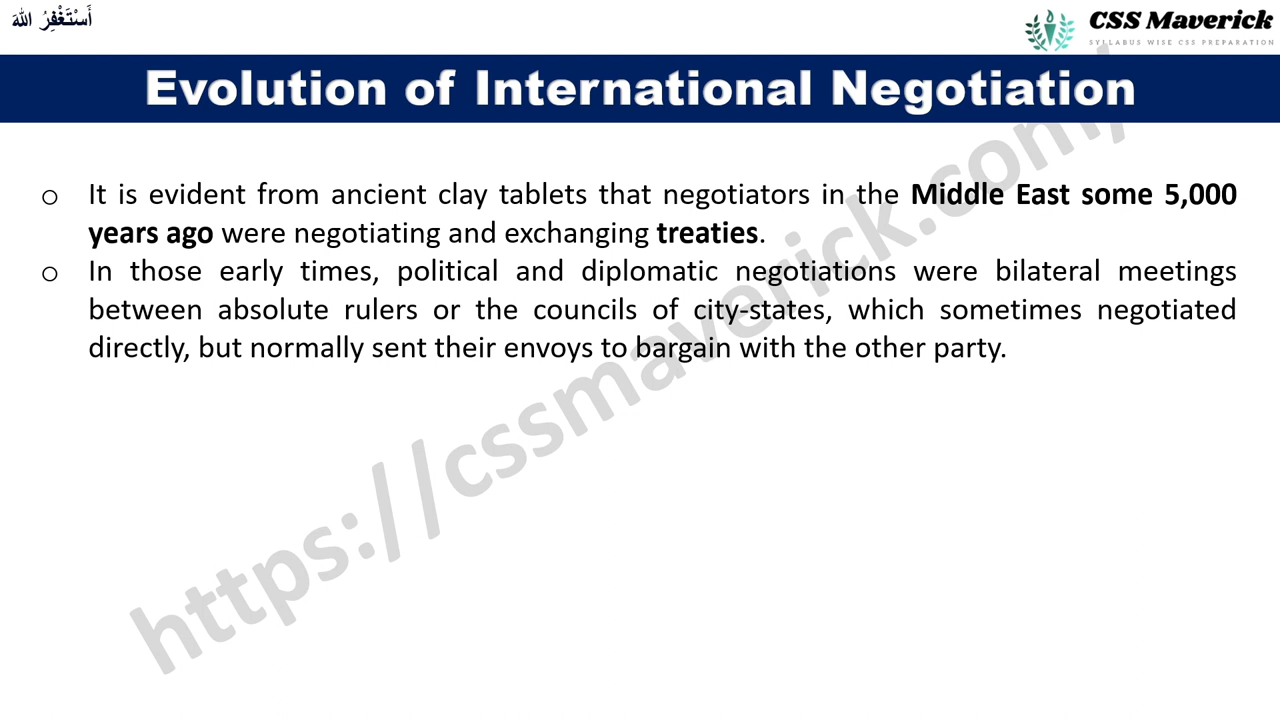 أَسْتَغْفِرُ اللهَ
CSS Maverick
SYLLABUS WISE CSS PREPARATION
Evolution of International Negotiation
o It is evident from ancient clay tablets that negotiators in the Middle East some 5,000
years ago were negotiating and exchanging treaties.
o In those early times, political and diplomatic negotiations were bilateral meetings
between absolute rulers or the councils of city-states, which sometimes negotiated
directly, but normally sent their envoys to bargain with the other party.
https://cssmaverick.com/